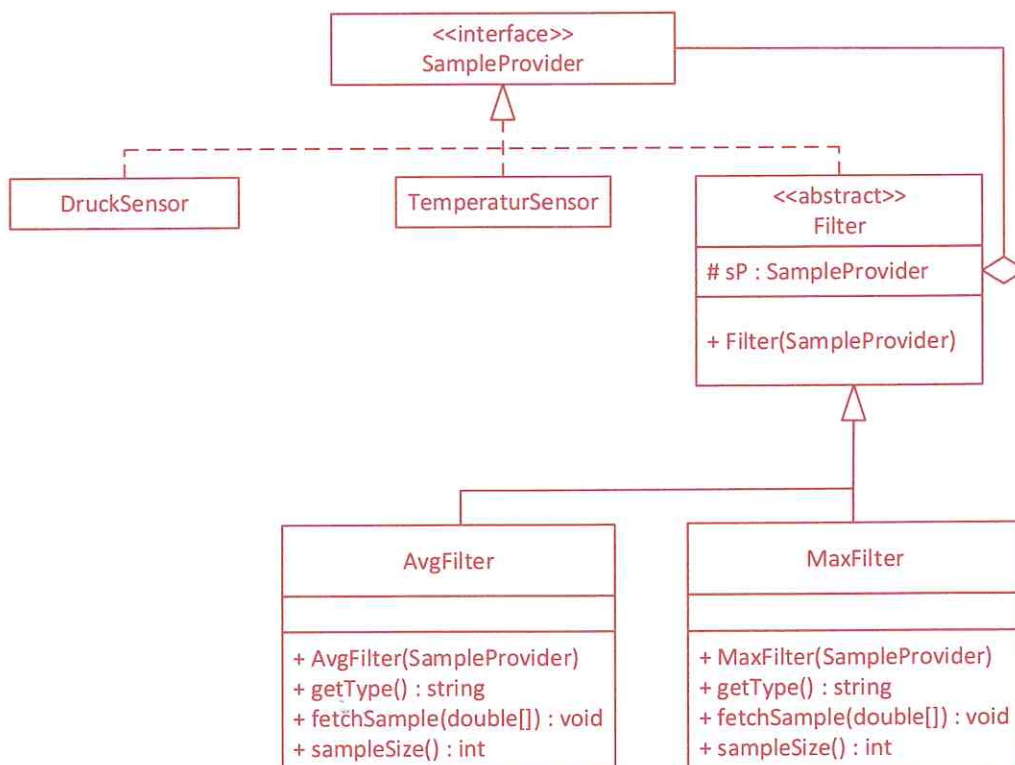 <<interface>>
SampleProvider
DruckSensor
TemperaturSensor
<<abstract>>
Filter
# sP : SampleProvider
+ Filter(SampleProvider)
AvgFilter
+ AvgFilter(SampleProvider)
+ getType() : string
+ fetchSample(double[]) : void
+ sampleSize() : int
MaxFilter
+ MaxFilter(SampleProvider)
+ getType() : string
+ fetchSample(double[]) : void
+ sampleSize() : int